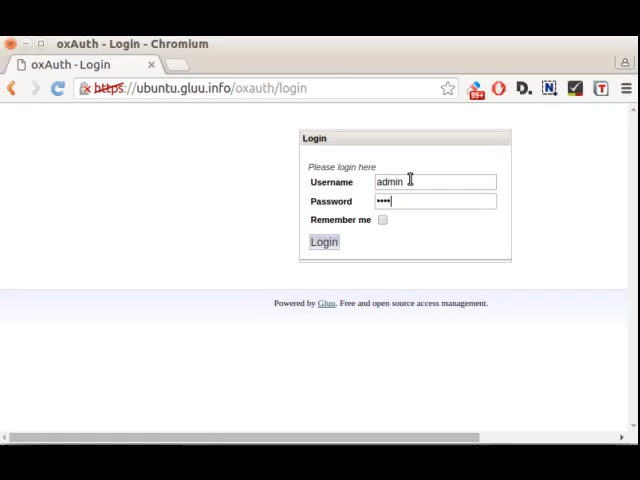 oxAuth - Login - Chromium
oxAuth - Login
https://ubuntu.gluu.info/oxauth/login
99+
D.
N
T
Login
Please login here
Username admin
Password ••••
Remember me
Login
Powered by Gluu. Free and open source access management.